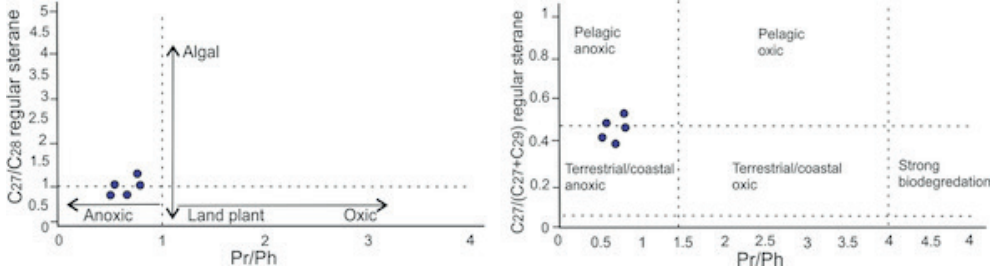 C27/C28 regular sterane
5
4.5
4
3.5
3
2
1.5
1
0.5
0
Algal
Anoxic
Land plant
Oxic
0
1
2
3
4
Pr/Ph
C27/(C27+C29) regular sterane
1
0.8
0.6
0.4
0.2
0
Pelagic
anoxic
Pelagic
oxic
Terrestrial/coastal
anoxic
Terrestrial/coastal
oxic
Strong
biodegredation
0
0.5
1
1.5
2
2.5
3
3.5
4
4.5
4
Pr/Ph